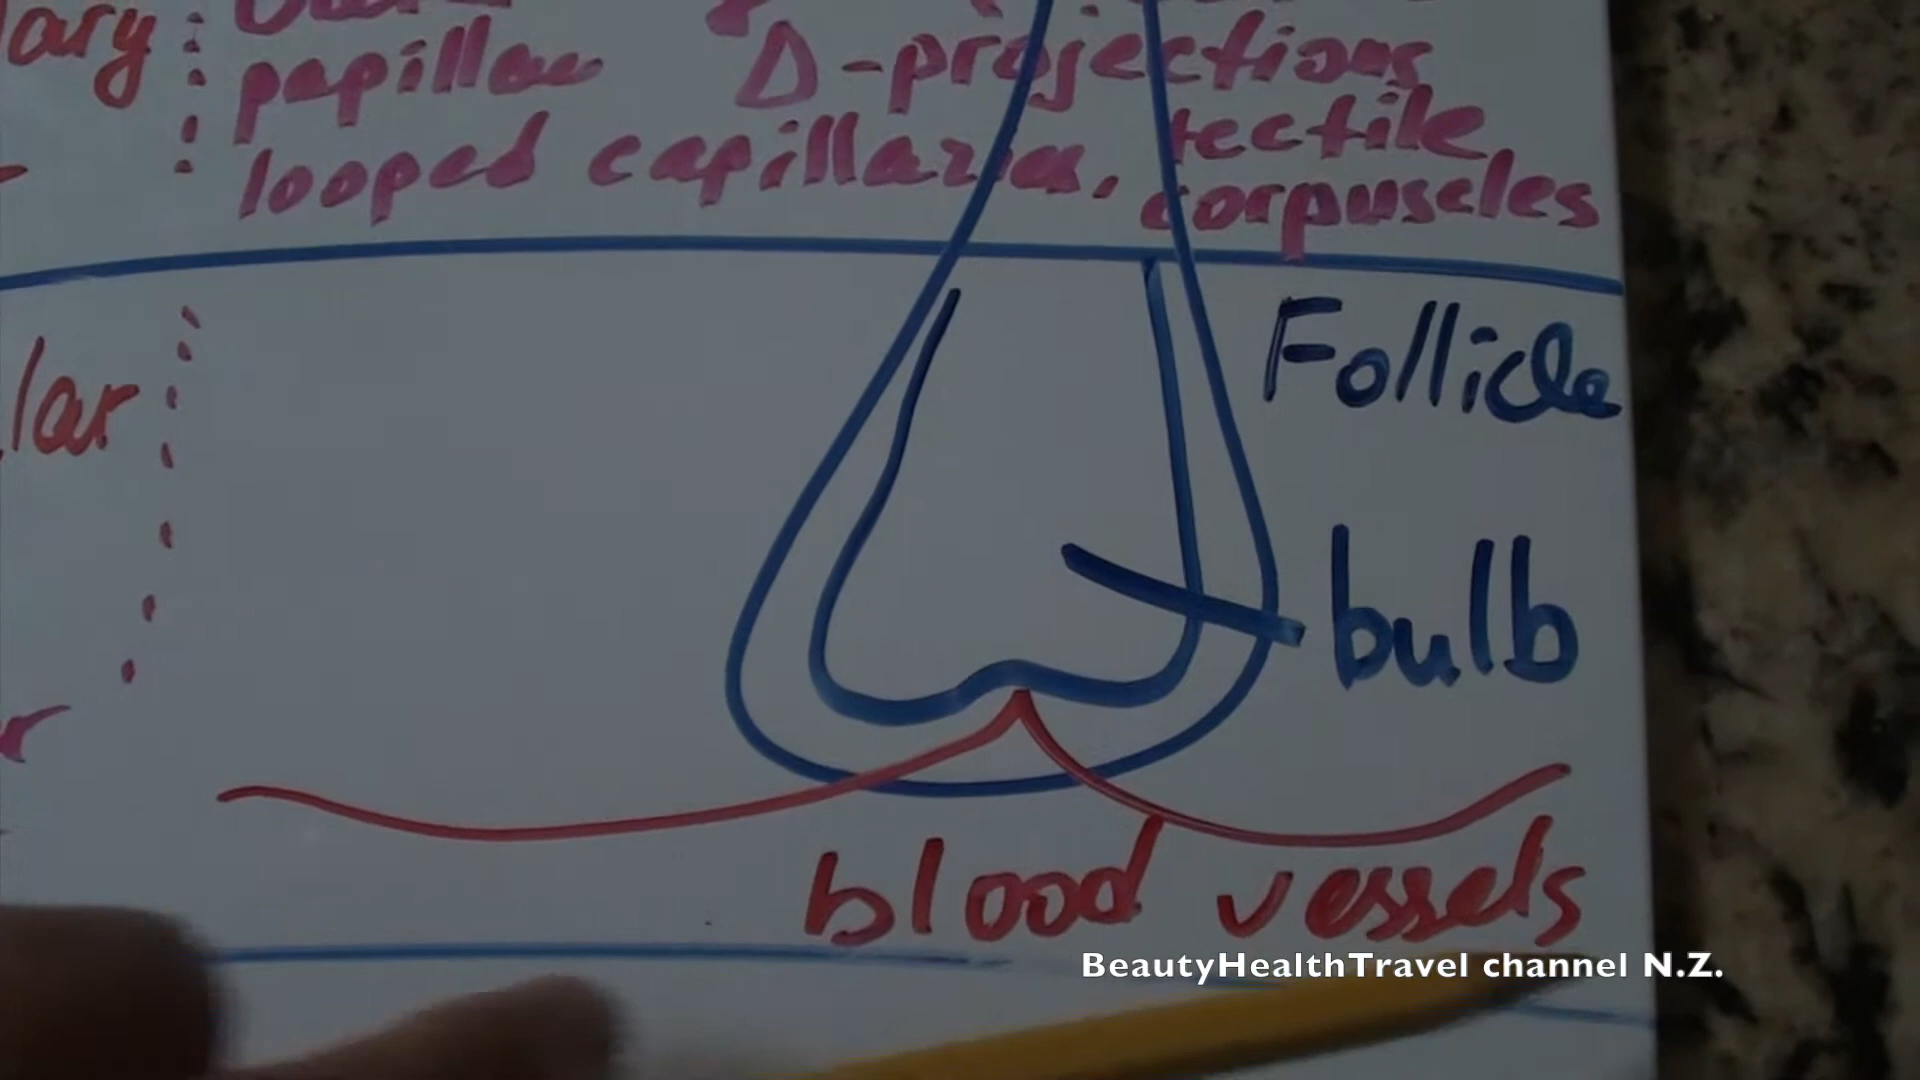 papillae Δ-projections
looped capillaries, tectile
corpuscles
Follicle
bulb
blood vessels
BeautyHealthTravel channel N.Z.